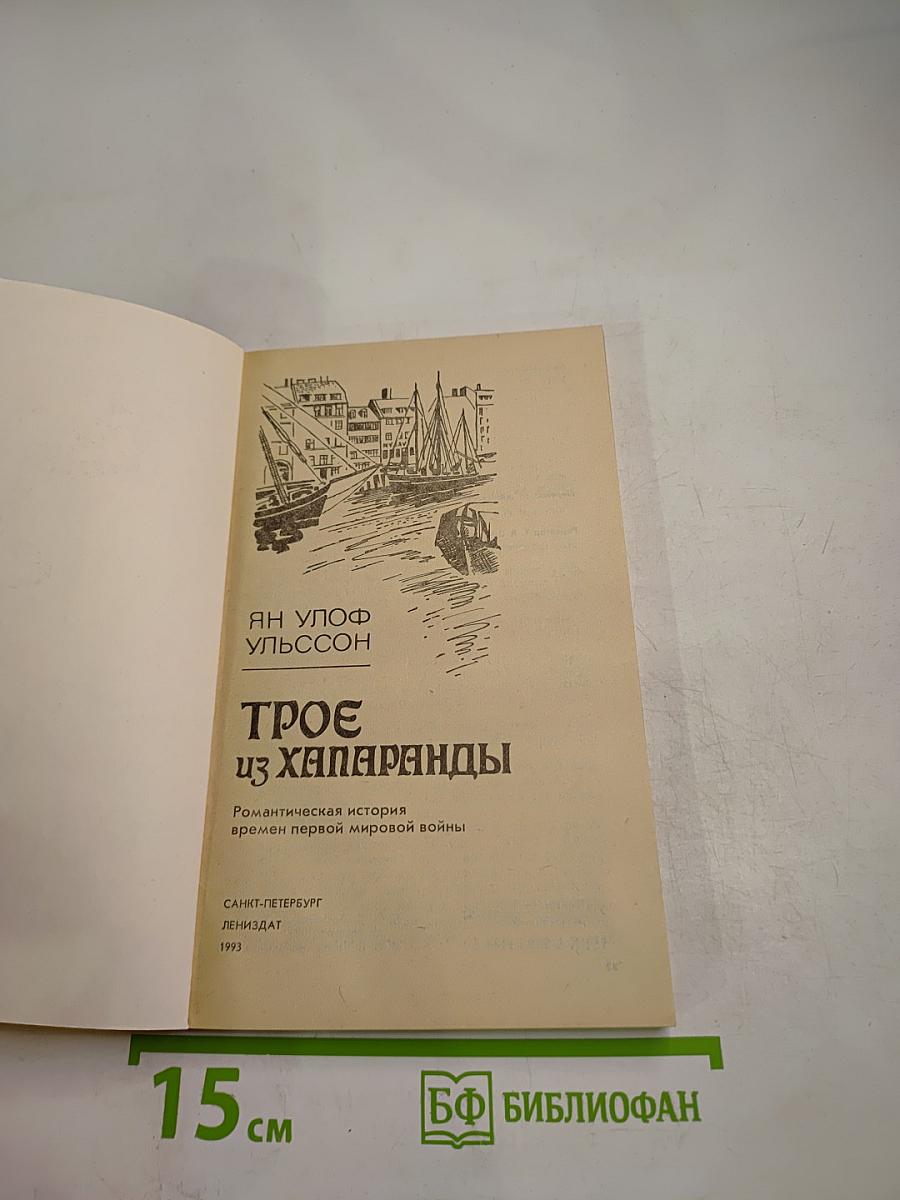 ЯН УЛОФ
УЛЬССОН
ТРОЕ
из ХАПАРАНДЫ
Романтическая история
времен первой мировой войны
САНКТ-ПЕТЕРБУРГ
ЛЕНИЗДАТ
1993
15 см
БФ БИБЛИОФАН